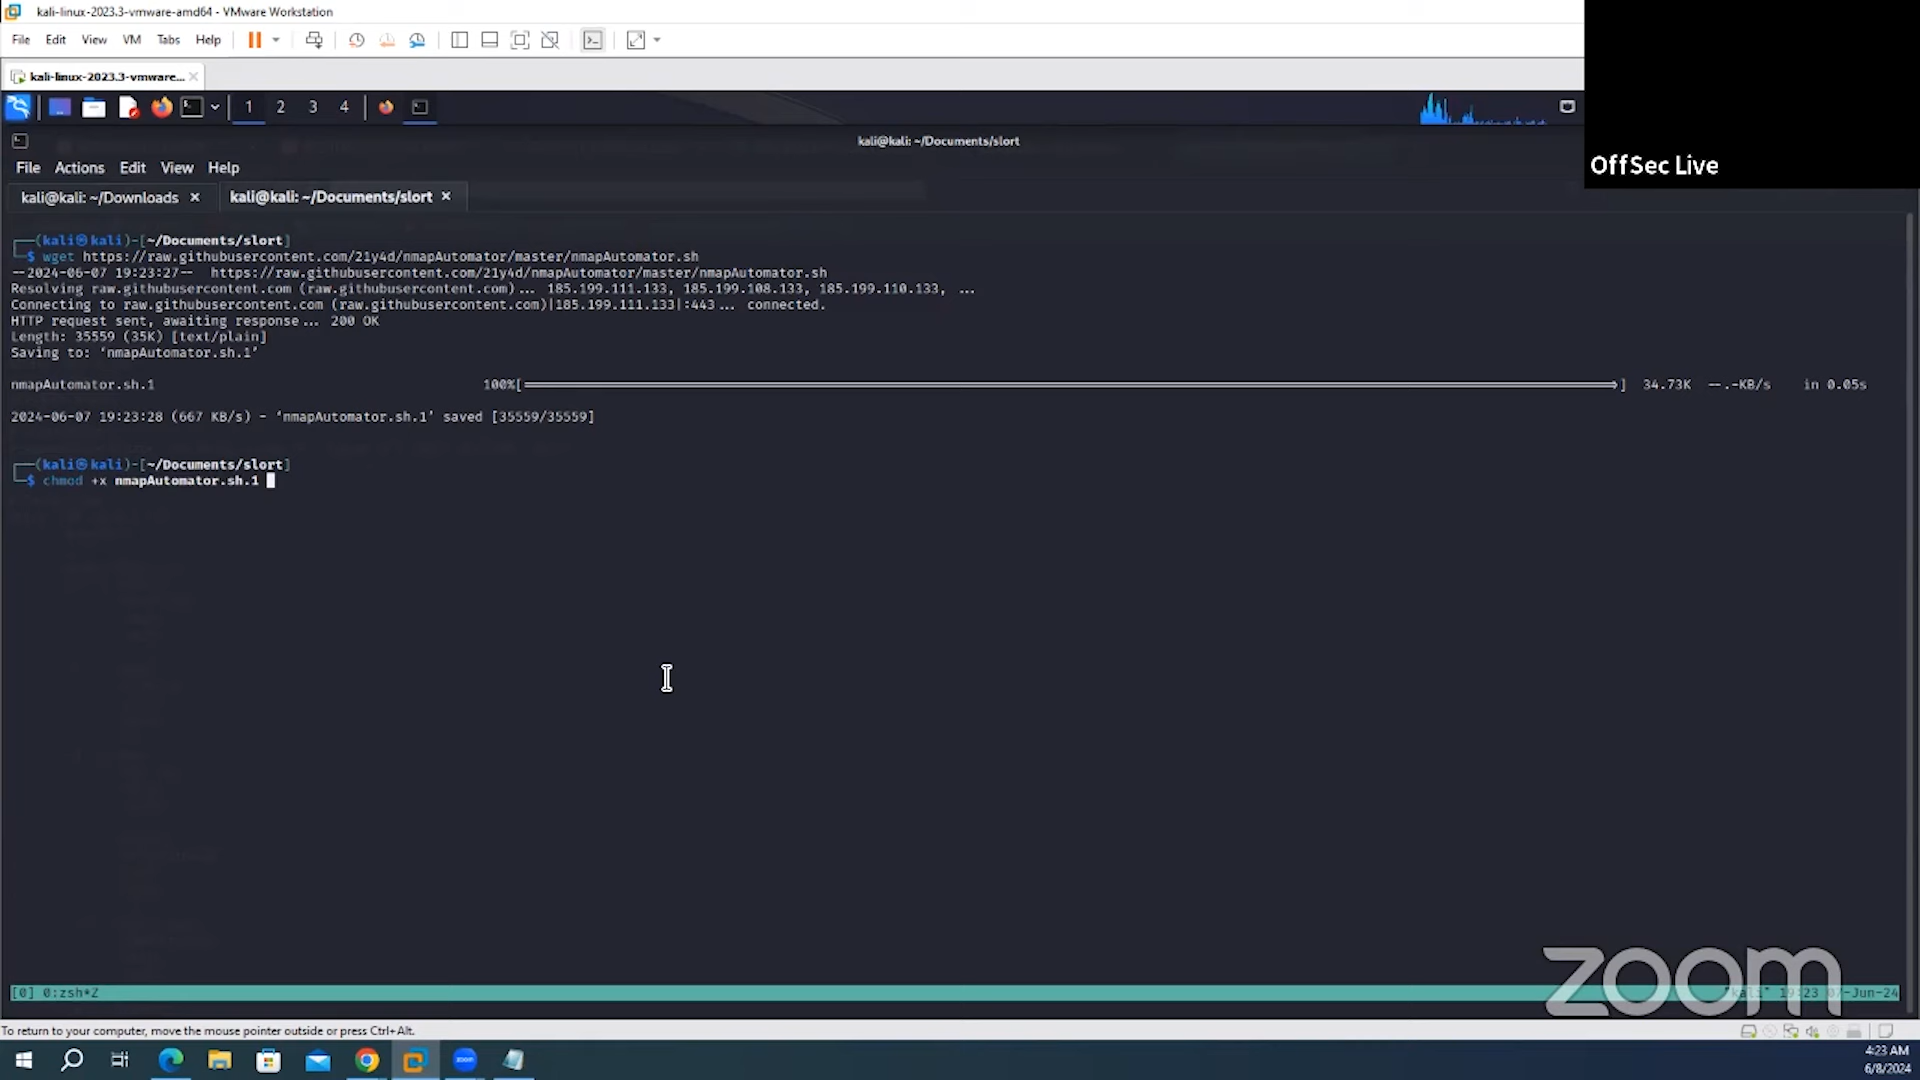 kali-linux-2023.3-vmware-amd64 - VMware Workstation
File Edit View VM Tabs Help
kali-linux-2023.3-vmware...
1 2 3 4
kali@kali: ~/Documents/slort
OffSec Live
File Actions Edit View Help
kali@kali: ~/Downloads
kali@kali: ~/Documents/slort
(kali㉿kali)-[~/Documents/slort]
$ wget https://raw.githubusercontent.com/21y4d/nmapAutomator/master/nmapAutomator.sh
--2024-06-07 19:23:27-- https://raw.githubusercontent.com/21y4d/nmapAutomator/master/nmapAutomator.sh
Resolving raw.githubusercontent.com (raw.githubusercontent.com)... 185.199.111.133, 185.199.108.133, 185.199.110.133, ...
Connecting to raw.githubusercontent.com (raw.githubusercontent.com)|185.199.111.133|:443... connected.
HTTP request sent, awaiting response... 200 OK
Length: 35559 (35K) [text/plain]
Saving to: ‘nmapAutomator.sh.1’
nmapAutomator.sh.1 100%[===================>] 34.73K --.-KB/s in 0.05s
2024-06-07 19:23:28 (667 KB/s) - ‘nmapAutomator.sh.1’ saved [35559/35559]
(kali㉿kali)-[~/Documents/slort]
$ chmod +x nmapAutomator.sh.1
zoom
[0] 0:zsh*Z "kali" 19:23 07-Jun-24
To return to your computer, move the mouse pointer outside or press Ctrl+Alt.
zoom
4:23 AM
6/8/2024